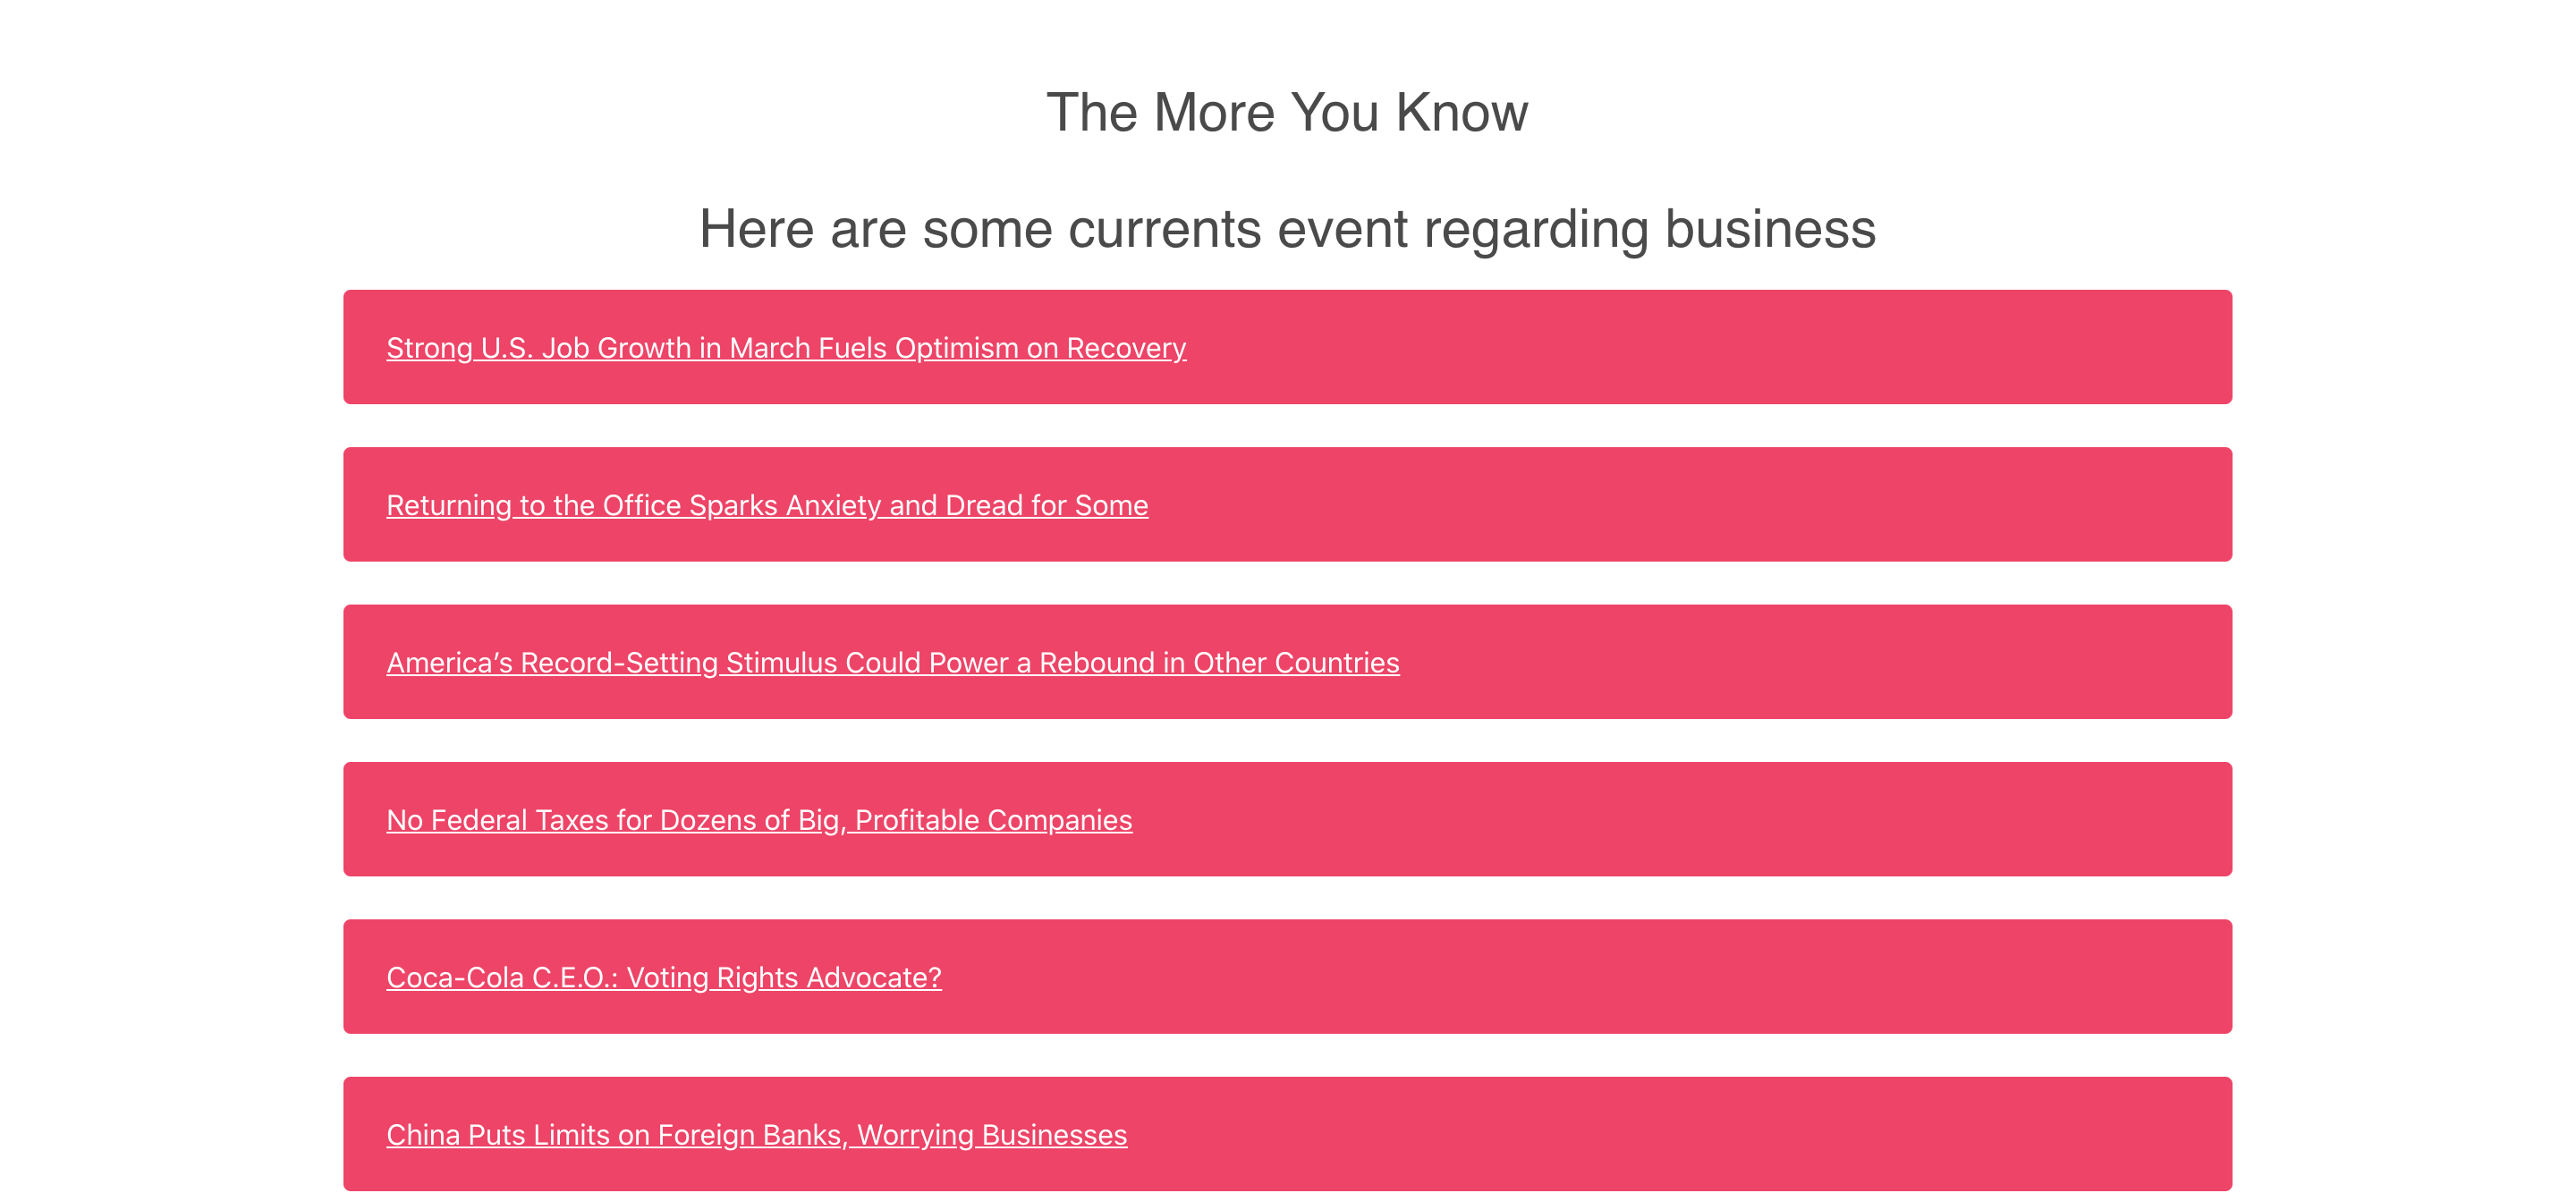 The More You Know
Here are some currents event regarding business
Strong U.S. Job Growth in March Fuels Optimism on Recovery
Returning to the Office Sparks Anxiety and Dread for Some
America’s Record-Setting Stimulus Could Power a Rebound in Other Countries
No Federal Taxes for Dozens of Big, Profitable Companies
Coca-Cola C.E.O.: Voting Rights Advocate?
China Puts Limits on Foreign Banks, Worrying Businesses